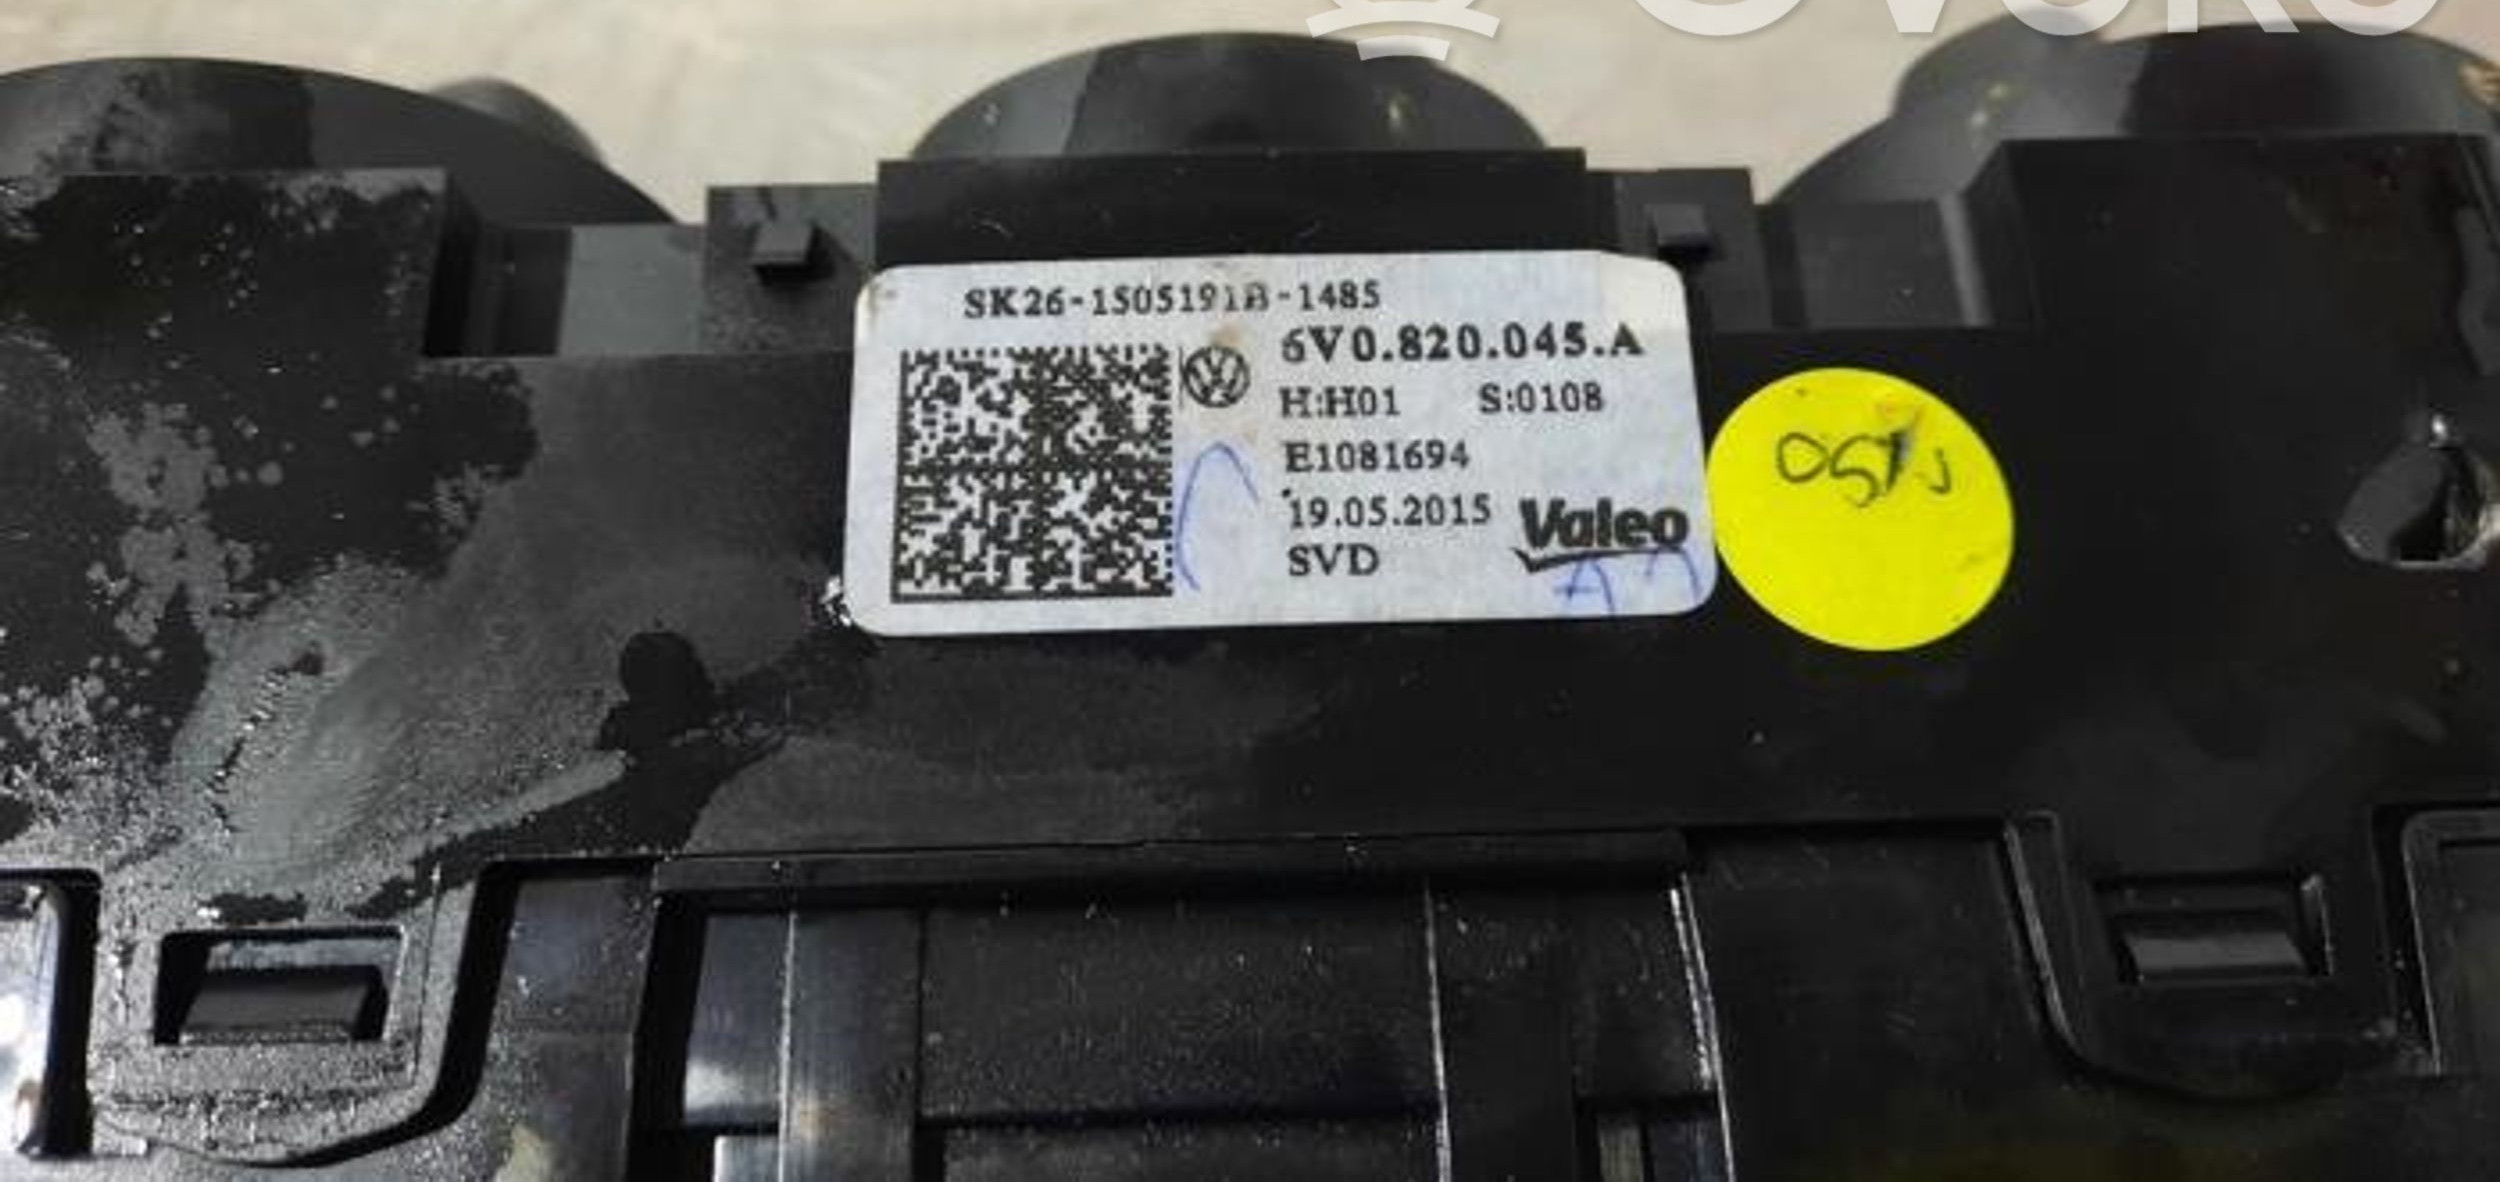 SK26-1505191B-1485
6V0.820.045.A
H:H01 S:0108
E1081694
19.05.2015
SVD
Valeo